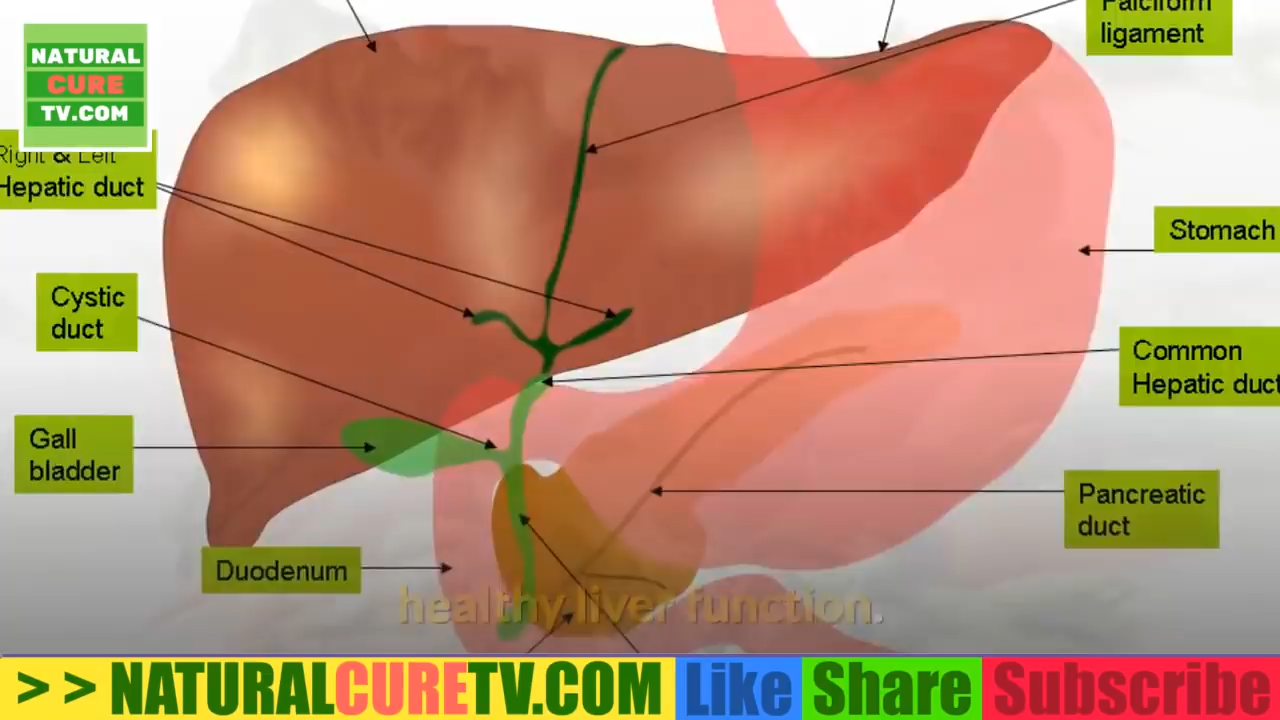 Falciform
ligament
NATURAL
CURE
TV.COM
Right & Left
Hepatic duct
Stomach
Cystic
duct
Common
Hepatic duct
Gall
bladder
Pancreatic
duct
Duodenum
healthy liver function.
>> NATURALCURETV.COM Like Share Subscribe